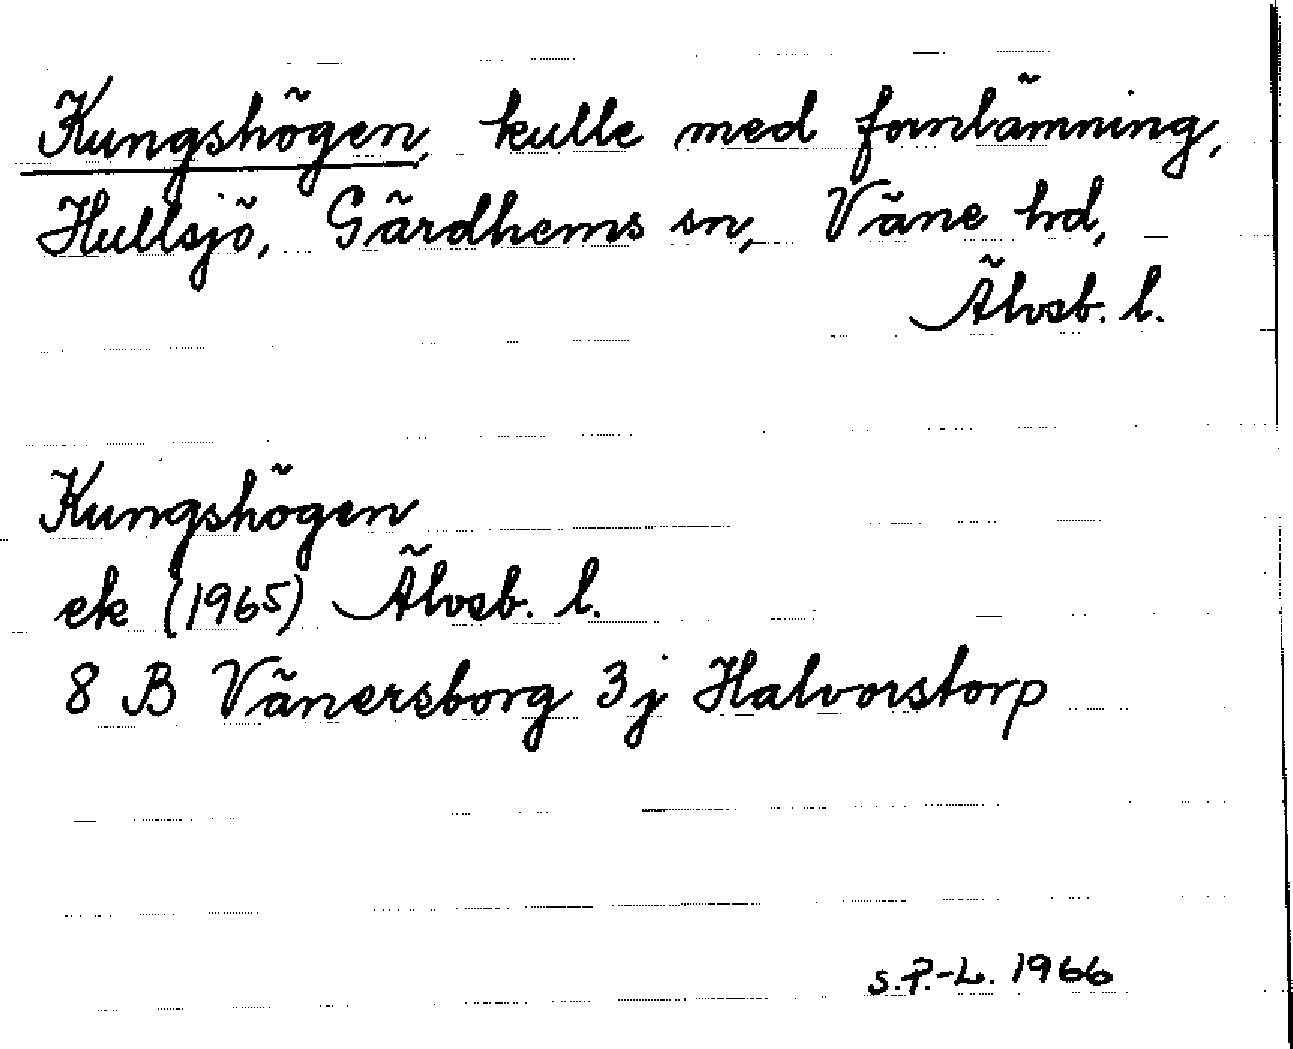 Kungshögen, kulle med fornlämning,
Hullsjö, Gärdhems sn, Väne hd,
Älvsb. l.
Kungshögen
ek (1965) Älvsb. l.
8 B Vänersborg 3j Halvorstorp
S.P.-L. 1966